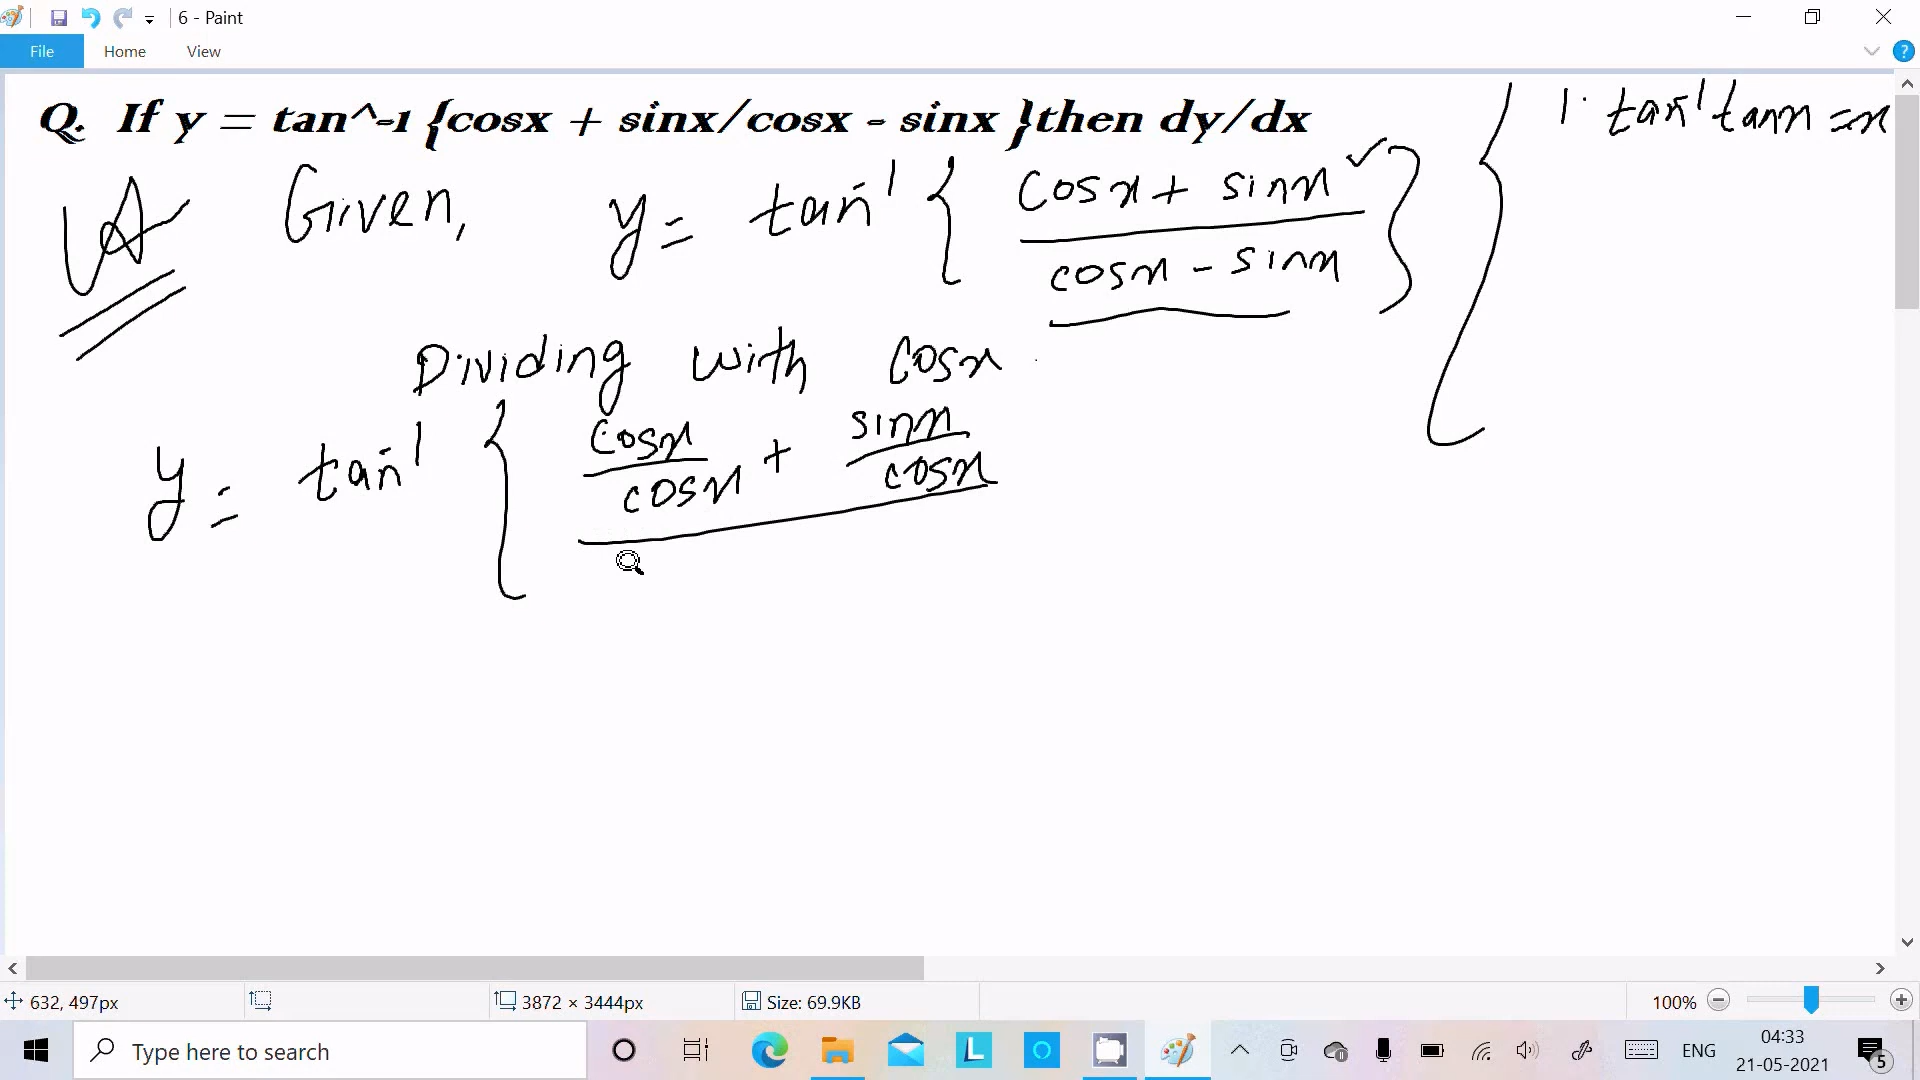 6 - Paint
File Home View
Q. If y = tan^-1 {cosx + sinx/cosx - sinx }then dy/dx
1. tan⁻¹ tanx = x
Given, y = tan⁻¹ { cosx + sinx / cosx - sinx }
Dividing with cosx
y = tan⁻¹ { cosx/cosx + sinx/cosx
632, 497px 3872 × 3444px Size: 69.9KB 100%
Type here to search
ENG
04:33
21-05-2021
5